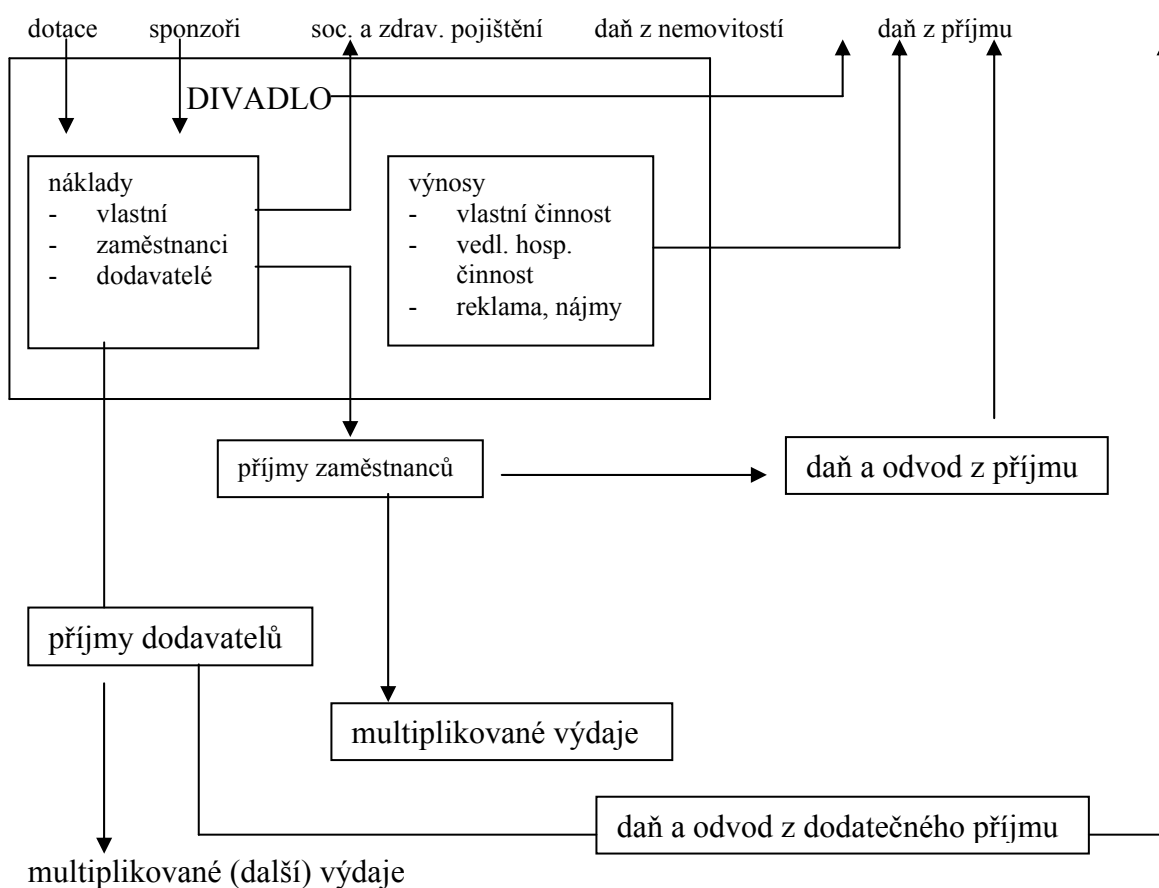 dotace sponzoři soc. a zdrav. pojištění daň z nemovitostí daň z příjmu
DIVADLO
náklady
- vlastní
- zaměstnanci
- dodavatelé
výnosy
- vlastní činnost
- vedl. hosp.
činnost
- reklama, nájmy
příjmy zaměstnanců
daň a odvod z příjmu
příjmy dodavatelů
multiplikované výdaje
daň a odvod z dodatečného příjmu
multiplikované (další) výdaje